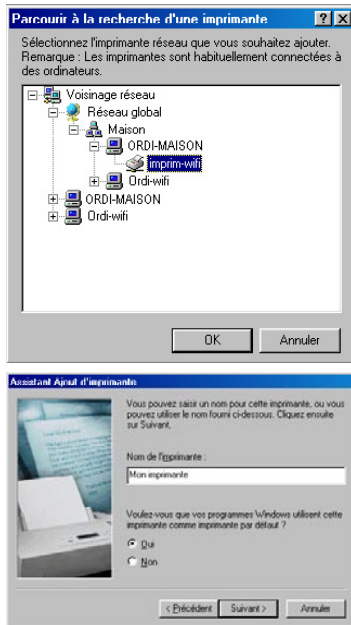 Parcourir à la recherche d'une imprimante
Sélectionnez l'imprimante réseau que vous souhaitez ajouter.
Remarque : Les imprimantes sont habituellement connectées à
des ordinateurs.
Voisinage réseau
Réseau global
Maison
ORDI-MAISON
imprim-wifi
Ordi-wifi
ORDI-MAISON
Ordi-wifi
OK Annuler
Assistant Ajout d'imprimante
Vous pouvez saisir un nom pour cette imprimante, ou vous
pouvez utiliser le nom fourni ci-dessous. Cliquez ensuite
sur Suivant.
Nom de l'imprimante :
Mon imprimante
Voulez-vous que vos programmes Windows utilisent cette
imprimante comme imprimante par défaut ?
Oui
Non
< Précédent Suivant > Annuler